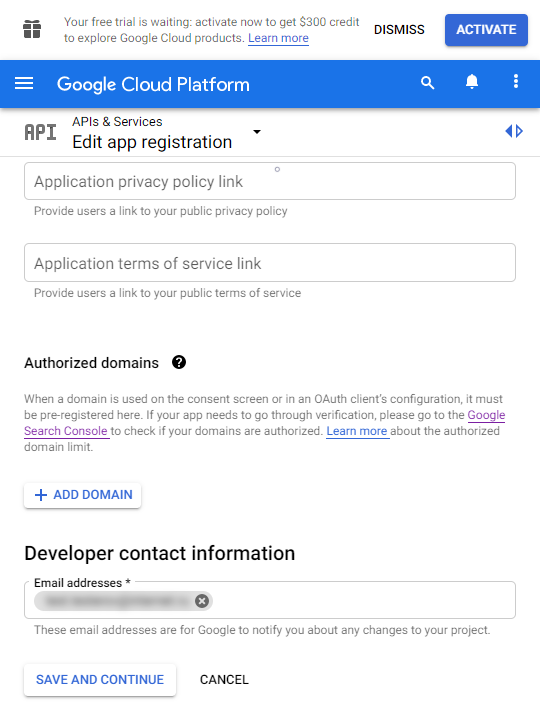 Your free trial is waiting: activate now to get $300 credit
to explore Google Cloud products. Learn more
DISMISS
ACTIVATE
Google Cloud Platform
API
APIs & Services
Edit app registration
Application privacy policy link
Provide users a link to your public privacy policy
Application terms of service link
Provide users a link to your public terms of service
Authorized domains
When a domain is used on the consent screen or in an OAuth client's configuration, it must
be pre-registered here. If your app needs to go through verification, please go to the Google
Search Console to check if your domains are authorized. Learn more about the authorized
domain limit.
ADD DOMAIN
Developer contact information
Email addresses *
These email addresses are for Google to notify you about any changes to your project.
SAVE AND CONTINUE
CANCEL